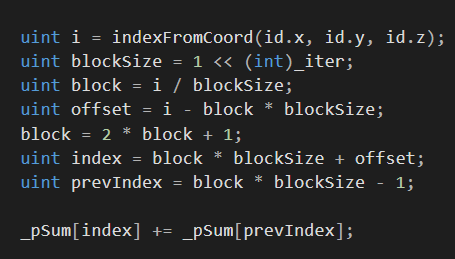 uint i = indexFromCoord(id.x, id.y, id.z);
uint blockSize = 1 << (int)_iter;
uint block = i / blockSize;
uint offset = i - block * blockSize;
block = 2 * block + 1;
uint index = block * blockSize + offset;
uint prevIndex = block * blockSize - 1;
_pSum[index] += _pSum[prevIndex];